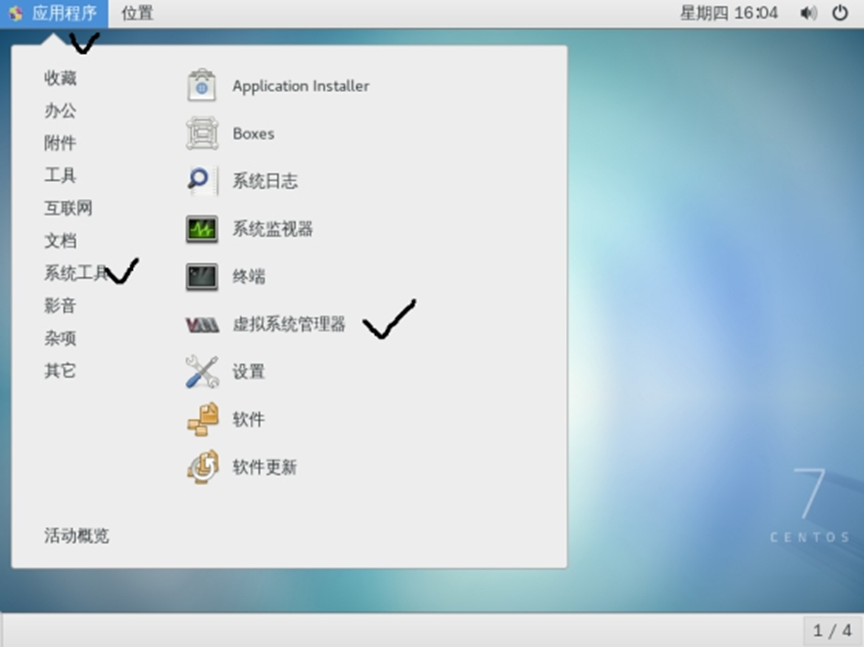 应用程序 位置 星期四 16:04
收藏
办公
附件
工具
互联网
文档
系统工具
影音
杂项
其它
活动概览
Application Installer
Boxes
系统日志
系统监视器
终端
虚拟系统管理器
设置
软件
软件更新
7
CENTOS
1 / 4